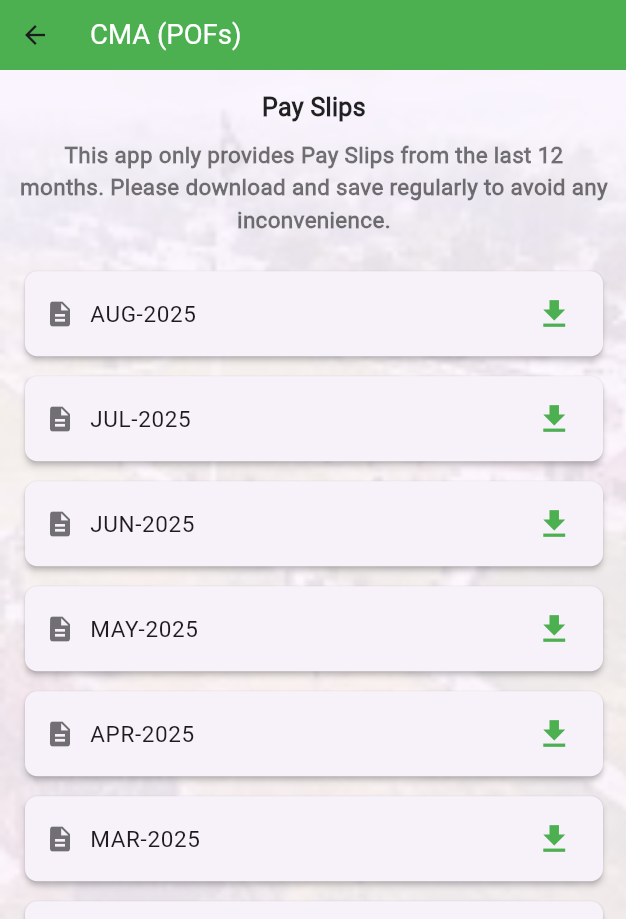 CMA (POFs)
Pay Slips
This app only provides Pay Slips from the last 12
months. Please download and save regularly to avoid any
inconvenience.
AUG-2025
JUL-2025
JUN-2025
MAY-2025
APR-2025
MAR-2025